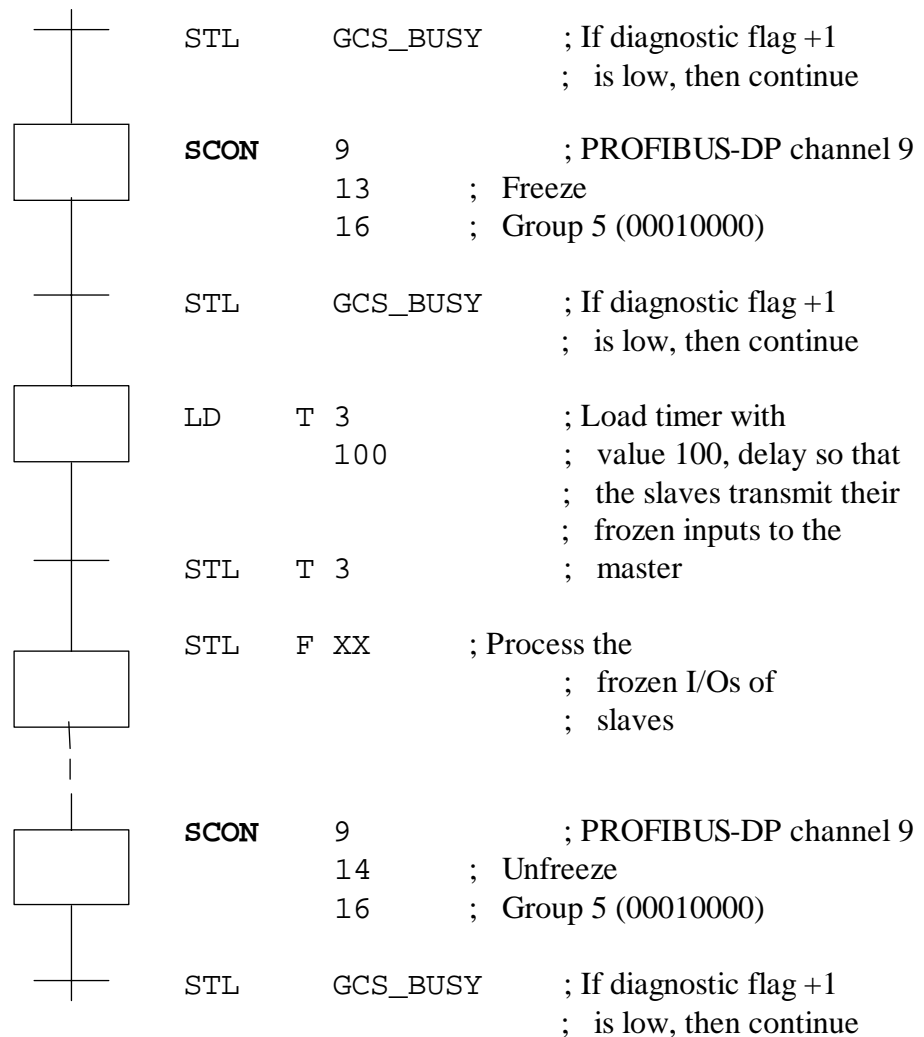 STL GCS_BUSY ; If diagnostic flag +1
; is low, then continue
SCON 9 ; PROFIBUS-DP channel 9
13 ; Freeze
16 ; Group 5 (00010000)
STL GCS_BUSY ; If diagnostic flag +1
; is low, then continue
LD T 3 ; Load timer with
100 ; value 100, delay so that
; the slaves transmit their
; frozen inputs to the
STL T 3 ; master
STL F XX ; Process the
; frozen I/Os of
; slaves
SCON 9 ; PROFIBUS-DP channel 9
14 ; Unfreeze
16 ; Group 5 (00010000)
STL GCS_BUSY ; If diagnostic flag +1
; is low, then continue